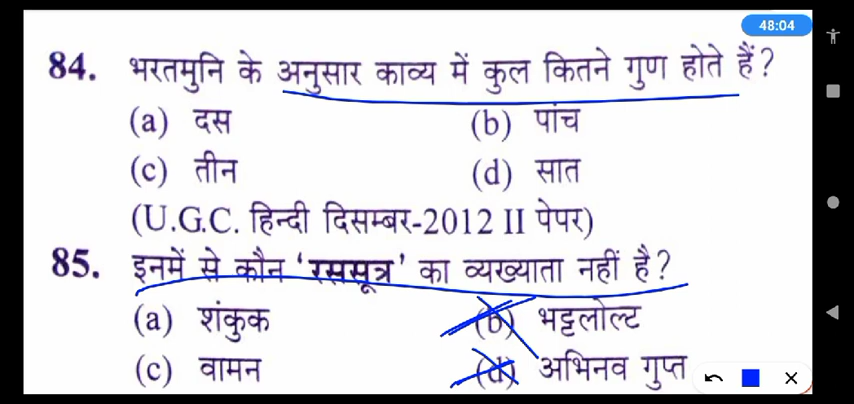 48:04
84. भरतमुनि के अनुसार काव्य में कुल कितने गुण होते हैं?
(a) दस (b) पांच
(c) तीन (d) सात
(U.G.C. हिन्दी दिसम्बर-2012 II पेपर)
85. इनमें से कौन ‘रससूत्र’ का व्यख्याता नहीं है?
(a) शंकुक (b) भट्टलोल्ट
(c) वामन (d) अभिनव गुप्त